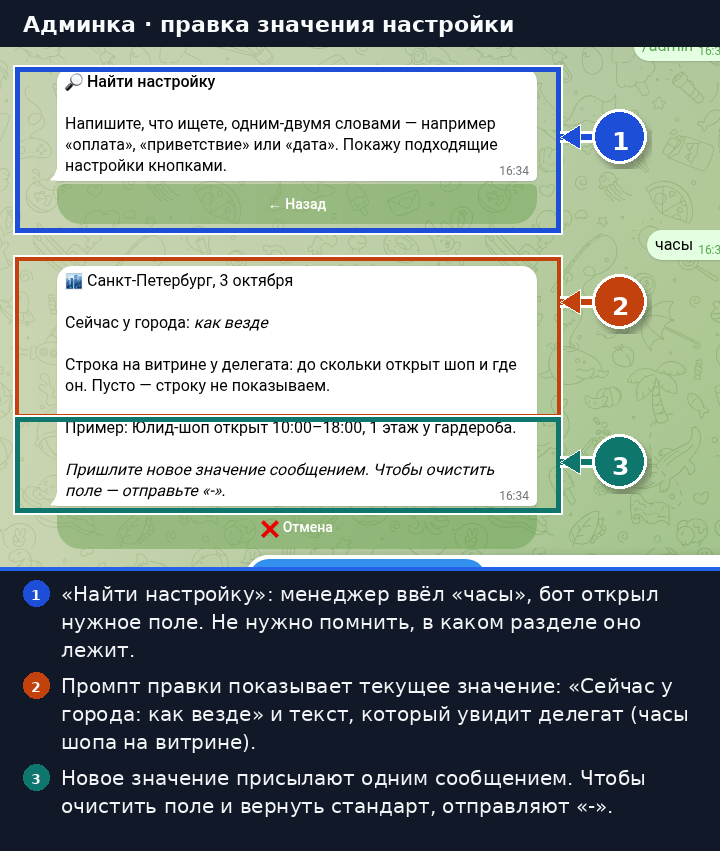 Админка · правка значения настройки
/admin
🔎 Найти настройку
Напишите, что ищете, одним-двумя словами — например
«оплата», «приветствие» или «дата». Покажу подходящие
настройки кнопками.
16:34
← Назад
1
часы
16:3
🏙 Санкт-Петербург, 3 октября
2
Сейчас у города: как везде
Строка на витрине у делегата: до скольки открыт шоп и где
он. Пусто — строку не показываем.
Пример: Юлид-шоп открыт 10:00–18:00, 1 этаж у гардероба.
3
Пришлите новое значение сообщением. Чтобы очистить
поле — отправьте «-».
16:34
❌ Отмена
1 «Найти настройку»: менеджер ввёл «часы», бот открыл
нужное поле. Не нужно помнить, в каком разделе оно
лежит.
2 Промпт правки показывает текущее значение: «Сейчас у
города: как везде» и текст, который увидит делегат (часы
шопа на витрине).
3 Новое значение присылают одним сообщением. Чтобы
очистить поле и вернуть стандарт, отправляют «-».